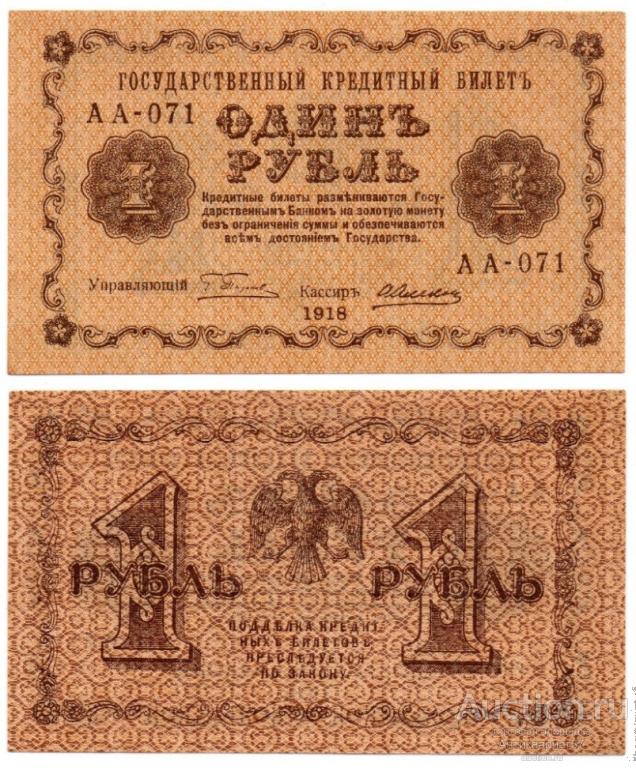 ГОСУДАРСТВЕННЫЙ КРЕДИТНЫЙ БИЛЕТЪ
АА-071
ОДИНЪ
РУБЛЬ
1
1
Кредитные билеты размѣниваются Госу-
дарственнымъ Банкомъ на золотую монету
безъ ограниченія суммы и обезпечиваются
всѣмъ достояніемъ Государства.
АА-071
Управляющій
Кассиръ
1918
1
РУБЛЬ
1
РУБЛЬ
ПОДДѢЛКА КРЕДИТ-
НЫХЪ БИЛЕТОВЪ
ПРЕСЛѢДУЕТСЯ
ПО ЗАКОНУ.
Auction.ru